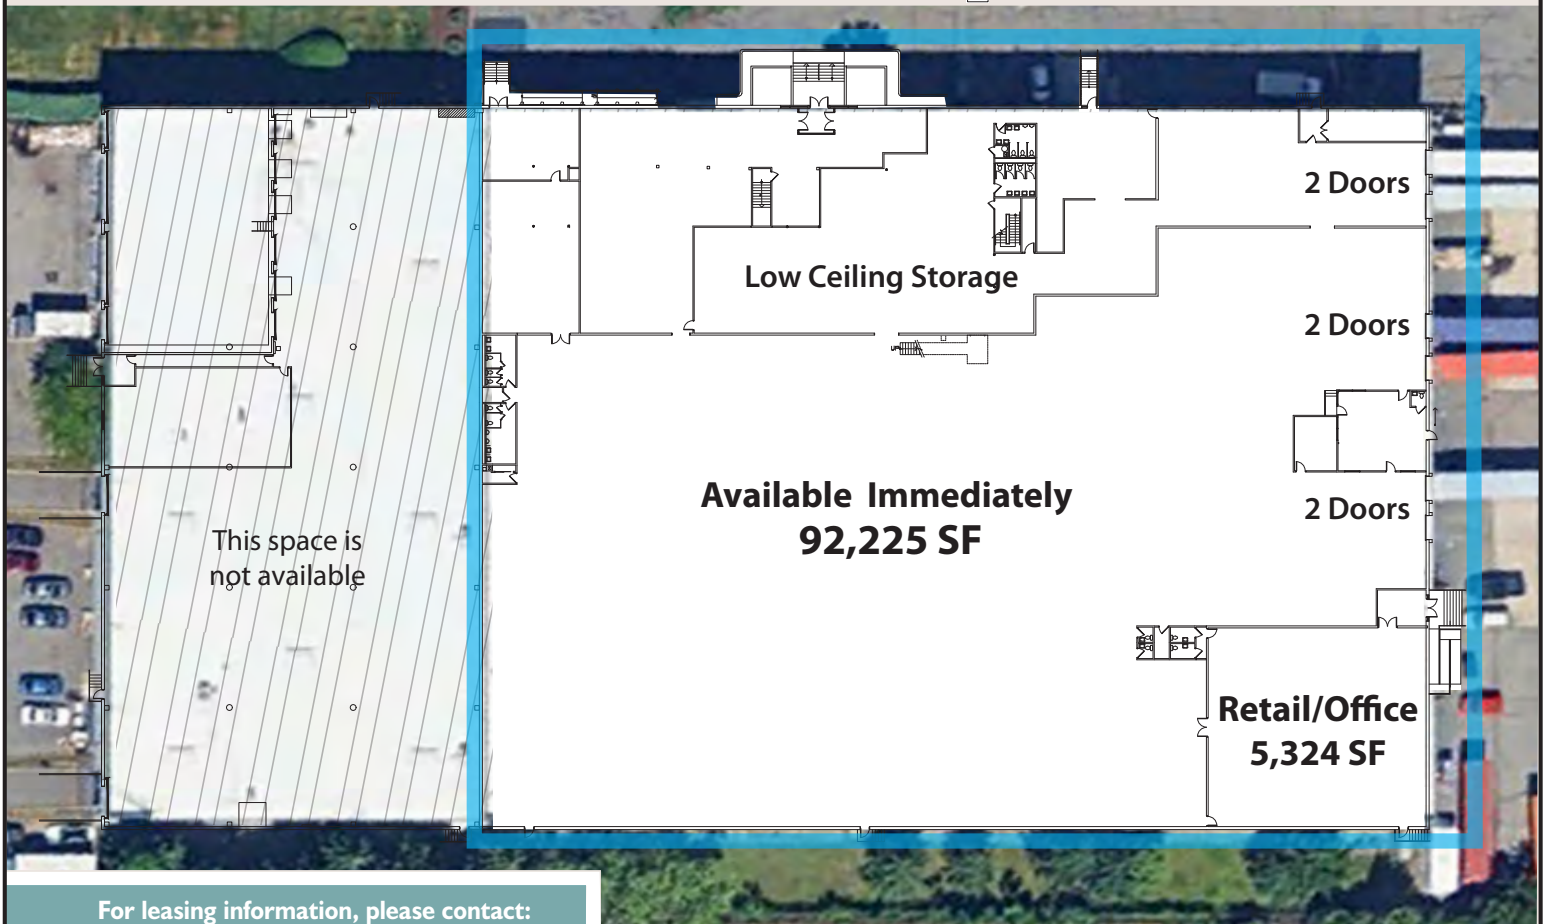 2 Doors
Low Ceiling Storage
2 Doors
Available Immediately
92,225 SF
2 Doors
This space is
not available
Retail/Office
5,324 SF
For leasing information, please contact: